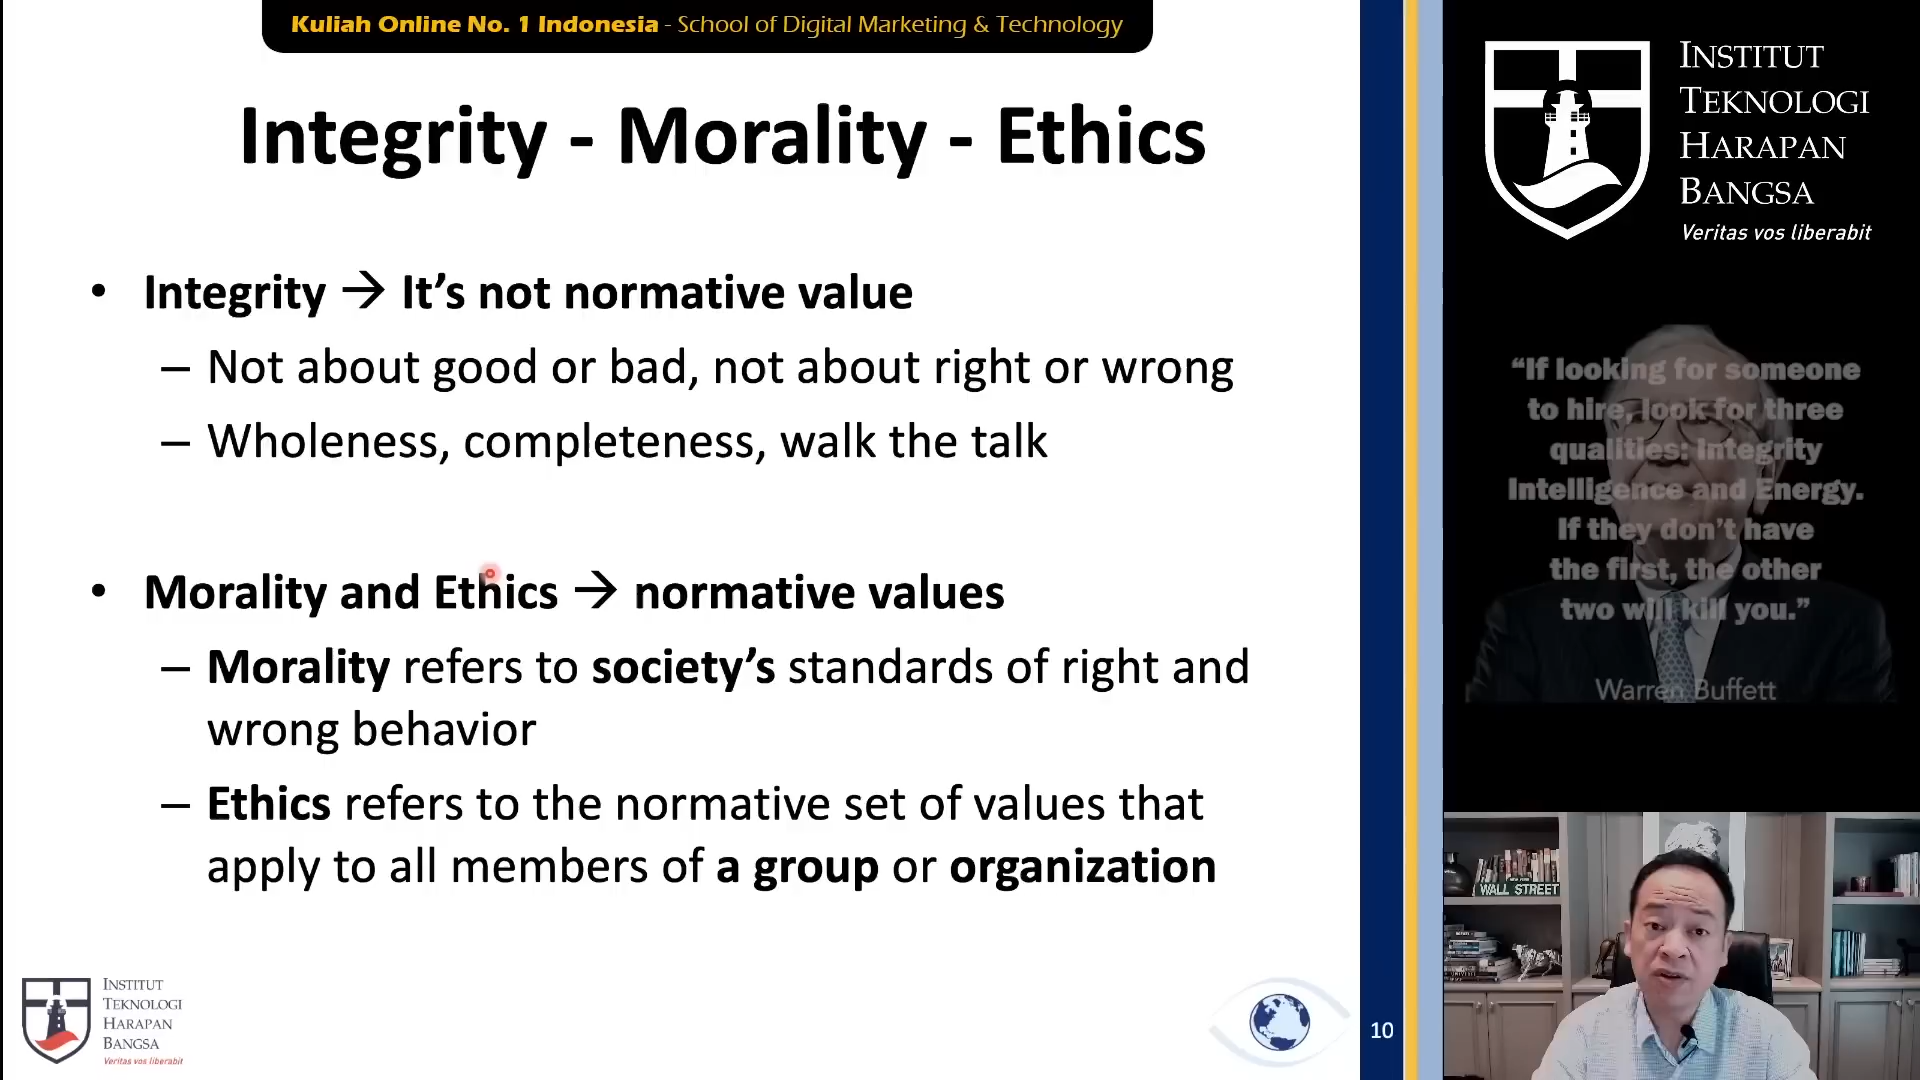 Kuliah Online No. 1 Indonesia - School of Digital Marketing & Technology
Integrity - Morality - Ethics
• Integrity → It's not normative value
– Not about good or bad, not about right or wrong
– Wholeness, completeness, walk the talk
• Morality and Ethics → normative values
– Morality refers to society's standards of right and
wrong behavior
– Ethics refers to the normative set of values that
apply to all members of a group or organization
INSTITUT
TEKNOLOGI
HARAPAN
BANGSA
Veritas vos liberabit
10
INSTITUT
TEKNOLOGI
HARAPAN
BANGSA
Veritas vos liberabit
“If looking for someone
to hire, look for three
qualities: Integrity
Intelligence and Energy.
If they don't have
the first, the other
two will kill you.”
Warren Buffett
WALL STREET